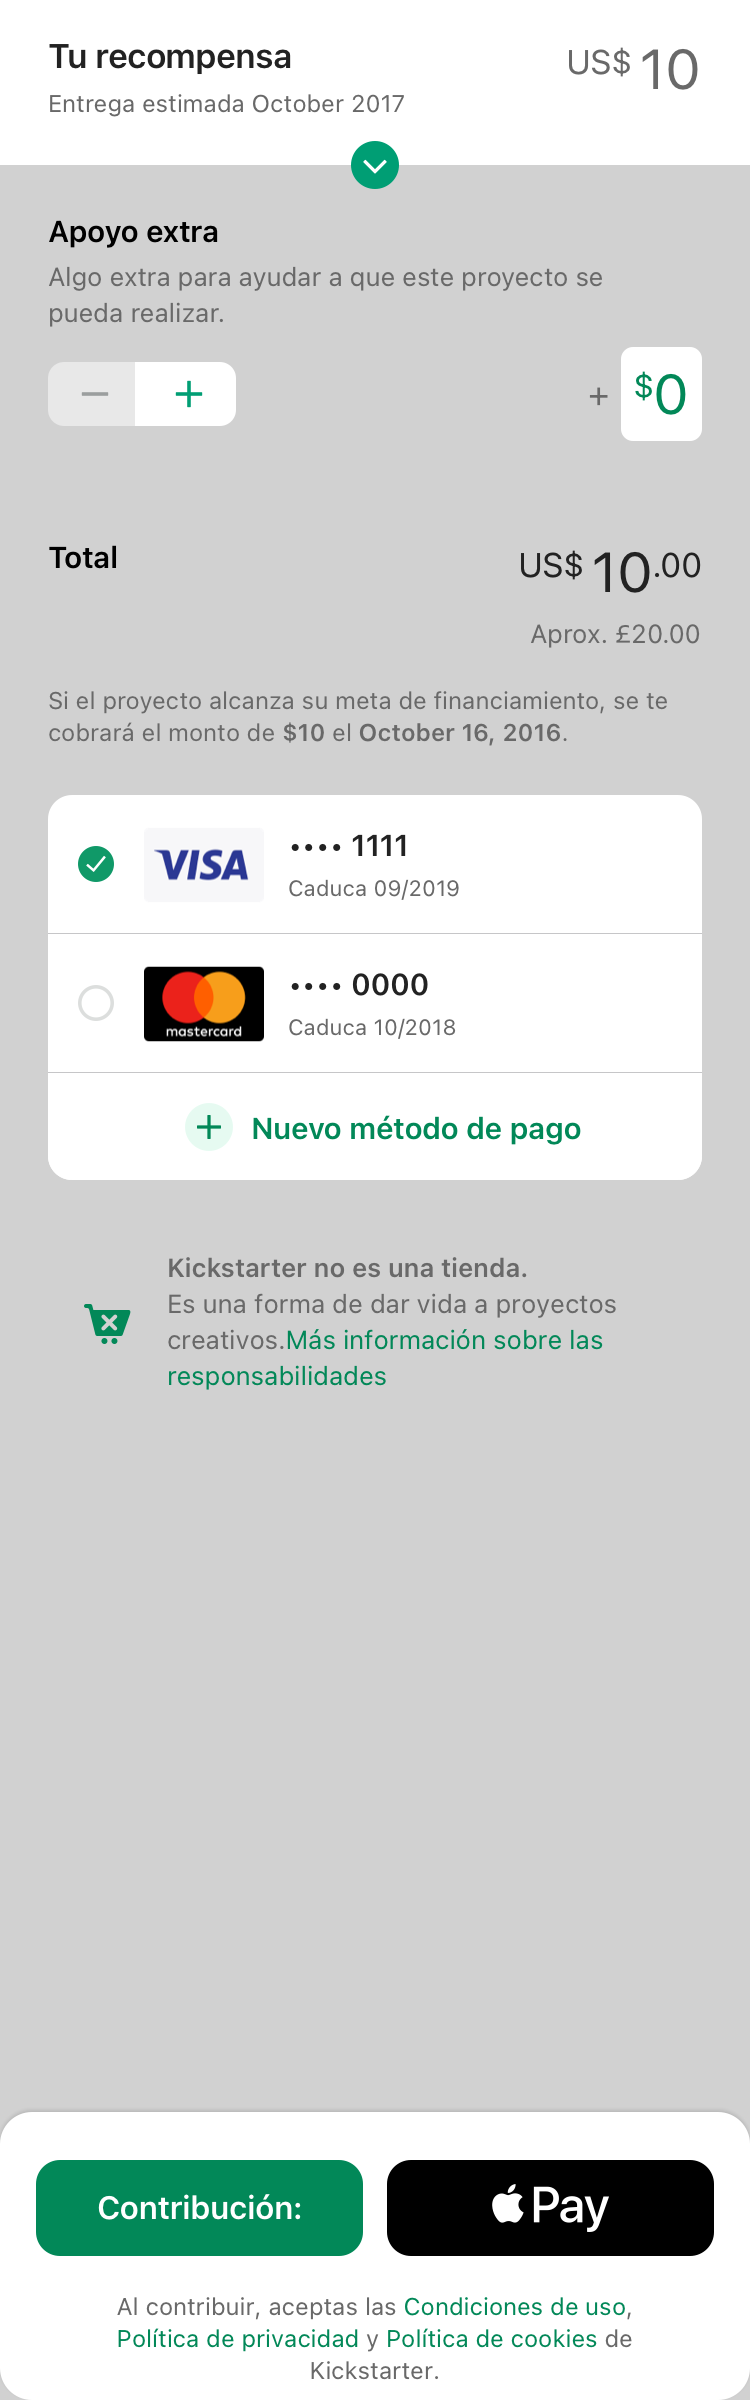 Tu recompensa
US$ 10
Entrega estimada October 2017
Apoyo extra
Algo extra para ayudar a que este proyecto se
pueda realizar.
+ $0
Total
US$ 10.00
Aprox. £20.00
Si el proyecto alcanza su meta de financiamiento, se te
cobrará el monto de $10 el October 16, 2016.
VISA
•••• 1111
Caduca 09/2019
mastercard
•••• 0000
Caduca 10/2018
Nuevo método de pago
Kickstarter no es una tienda.
Es una forma de dar vida a proyectos
creativos.Más información sobre las
responsabilidades
Contribución:
Pay
Al contribuir, aceptas las Condiciones de uso,
Política de privacidad y Política de cookies de
Kickstarter.